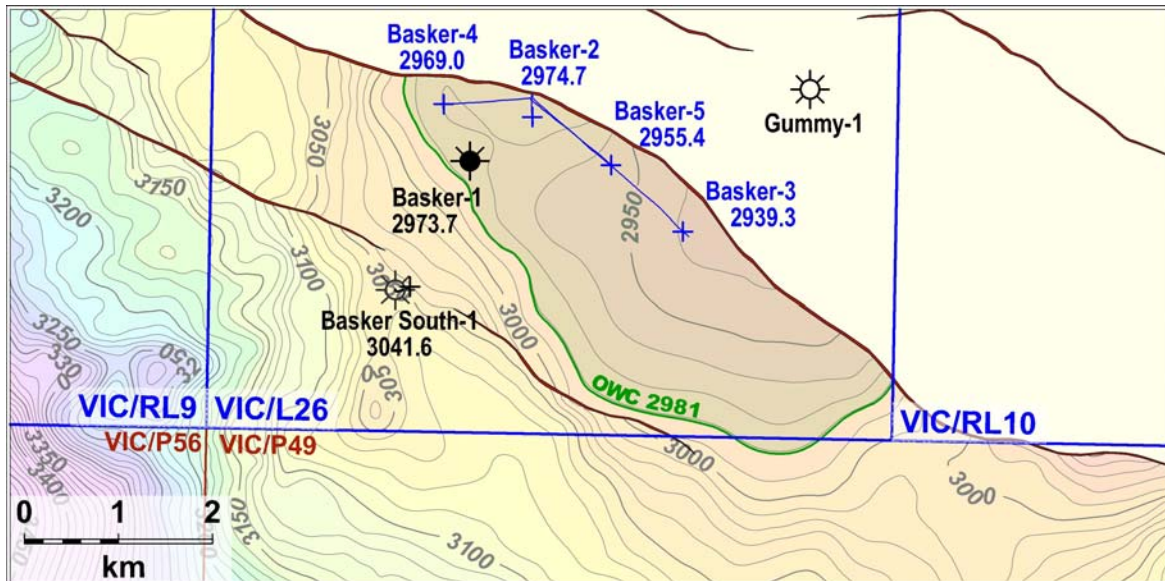 Basker-4
2969.0
Basker-2
2974.7
Basker-5
2955.4
Gummy-1
Basker-3
2939.3
Basker-1
2973.7
Basker South-1
3041.6
3050
3150
3200
3100
2950
3000
3250
OWC 2981
VIC/RL9
VIC/L26
VIC/RL10
VIC/P56
VIC/P49
3350
3400
3000
3000
3150
3100
0
1
2
km